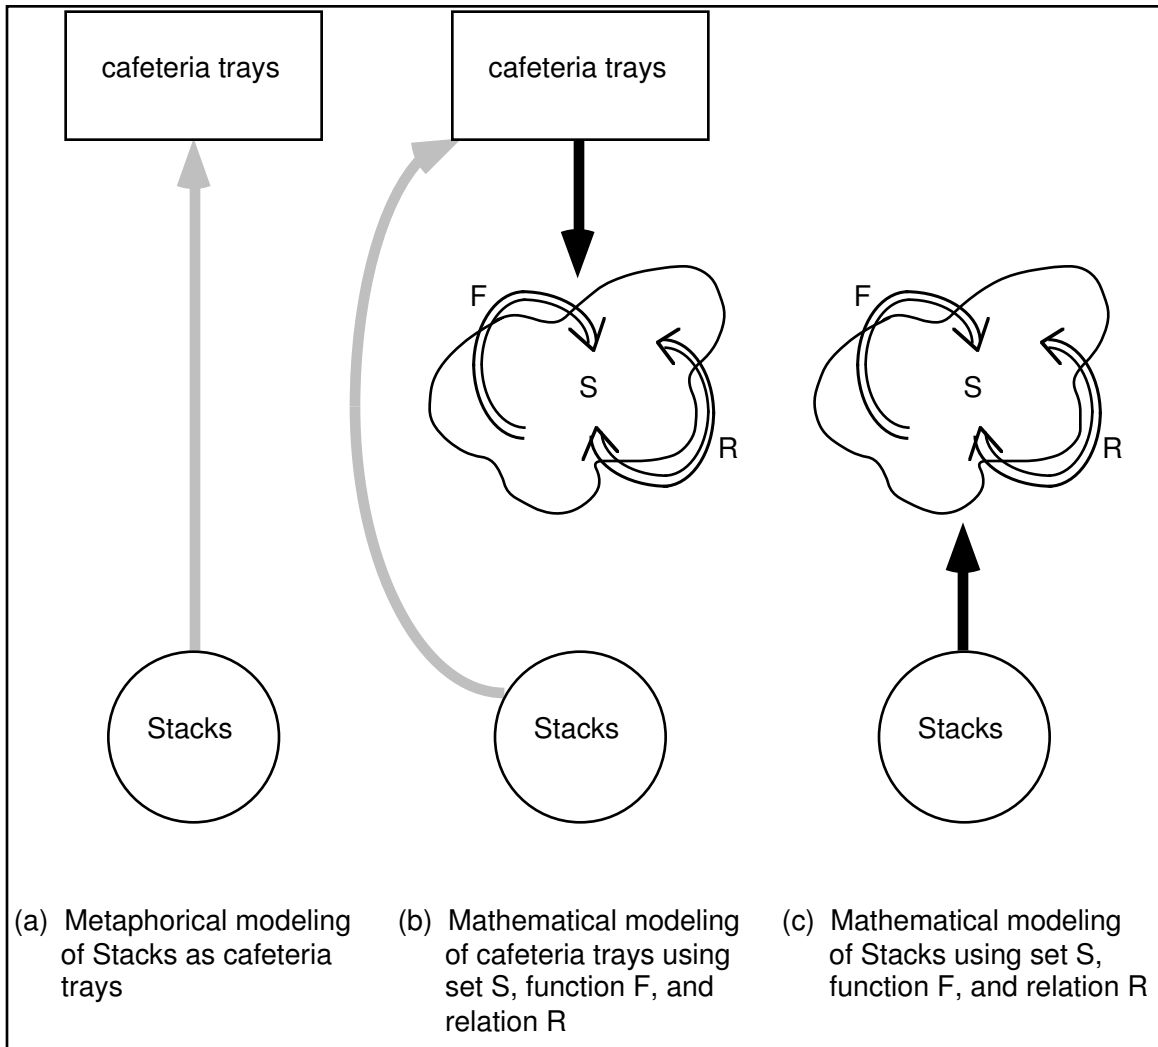 cafeteria trays
cafeteria trays
F
S
R
F
S
R
Stacks
Stacks
Stacks
(a) Metaphorical modeling
of Stacks as cafeteria
trays
(b) Mathematical modeling
of cafeteria trays using
set S, function F, and
relation R
(c) Mathematical modeling
of Stacks using set S,
function F, and relation R